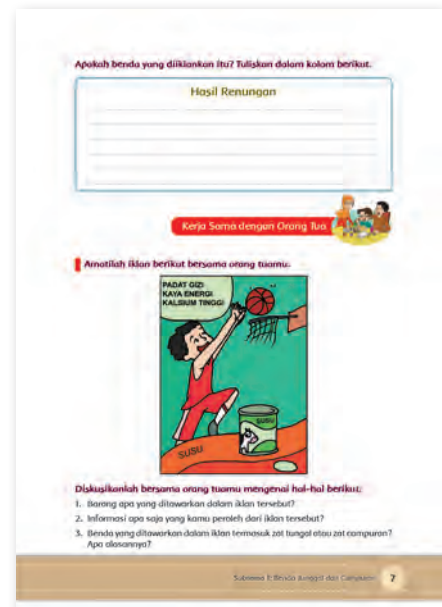 Apakah benda yang diiklankan itu? Tuliskan dalam kolom berikut.
Hasil Renungan
Kerja Sama dengan Orang Tua
Amatilah iklan berikut bersama orang tuamu.
PADAT GIZI
KAYA ENERGI
KALSIUM TINGGI
SUSU
SUSU
Diskusikanlah bersama orang tuamu mengenai hal-hal berikut.
1. Barang apa yang ditawarkan dalam iklan tersebut?
2. Informasi apa saja yang kamu peroleh dari iklan tersebut?
3. Benda yang ditawarkan dalam iklan termasuk zat tungal atau zat campuran?
Apa alasannya?
Subtema 1: Benda Tunggal dan Campuran 7